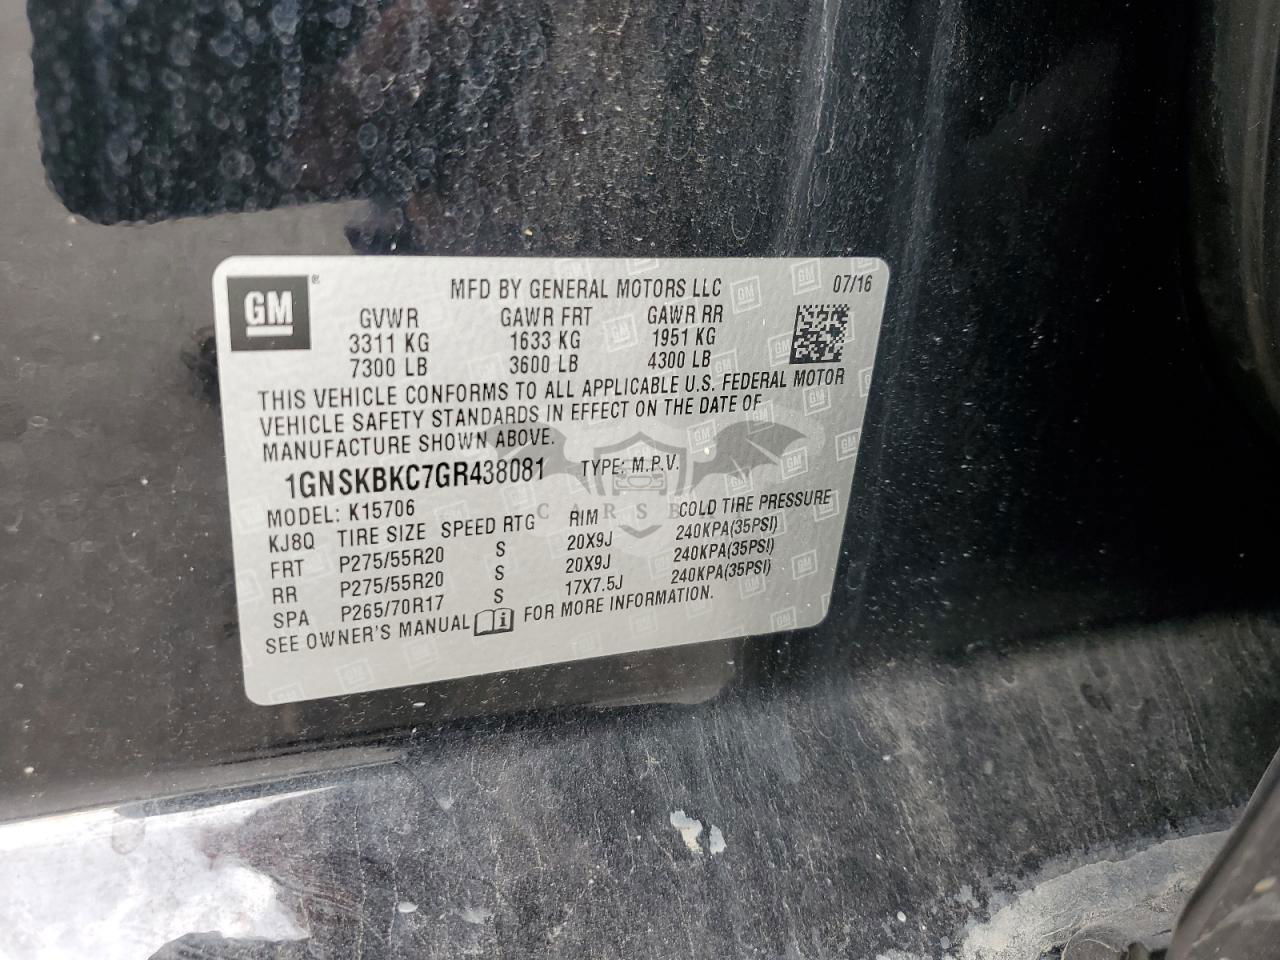 GM ®
MFD BY GENERAL MOTORS LLC 07/16
GVWR GAWR FRT GAWR RR
3311 KG 1633 KG 1951 KG
7300 LB 3600 LB 4300 LB
THIS VEHICLE CONFORMS TO ALL APPLICABLE U.S. FEDERAL MOTOR
VEHICLE SAFETY STANDARDS IN EFFECT ON THE DATE OF
MANUFACTURE SHOWN ABOVE.
1GNSKBKC7GR438081 TYPE: M.P.V.
MODEL: K15706
KJ8Q TIRE SIZE SPEED RTG RIM COLD TIRE PRESSURE
FRT P275/55R20 S 20X9J 240KPA(35PSI)
RR P275/55R20 S 20X9J 240KPA(35PSI)
SPA P265/70R17 S 17X7.5J 240KPA(35PSI)
SEE OWNER'S MANUAL FOR MORE INFORMATION.